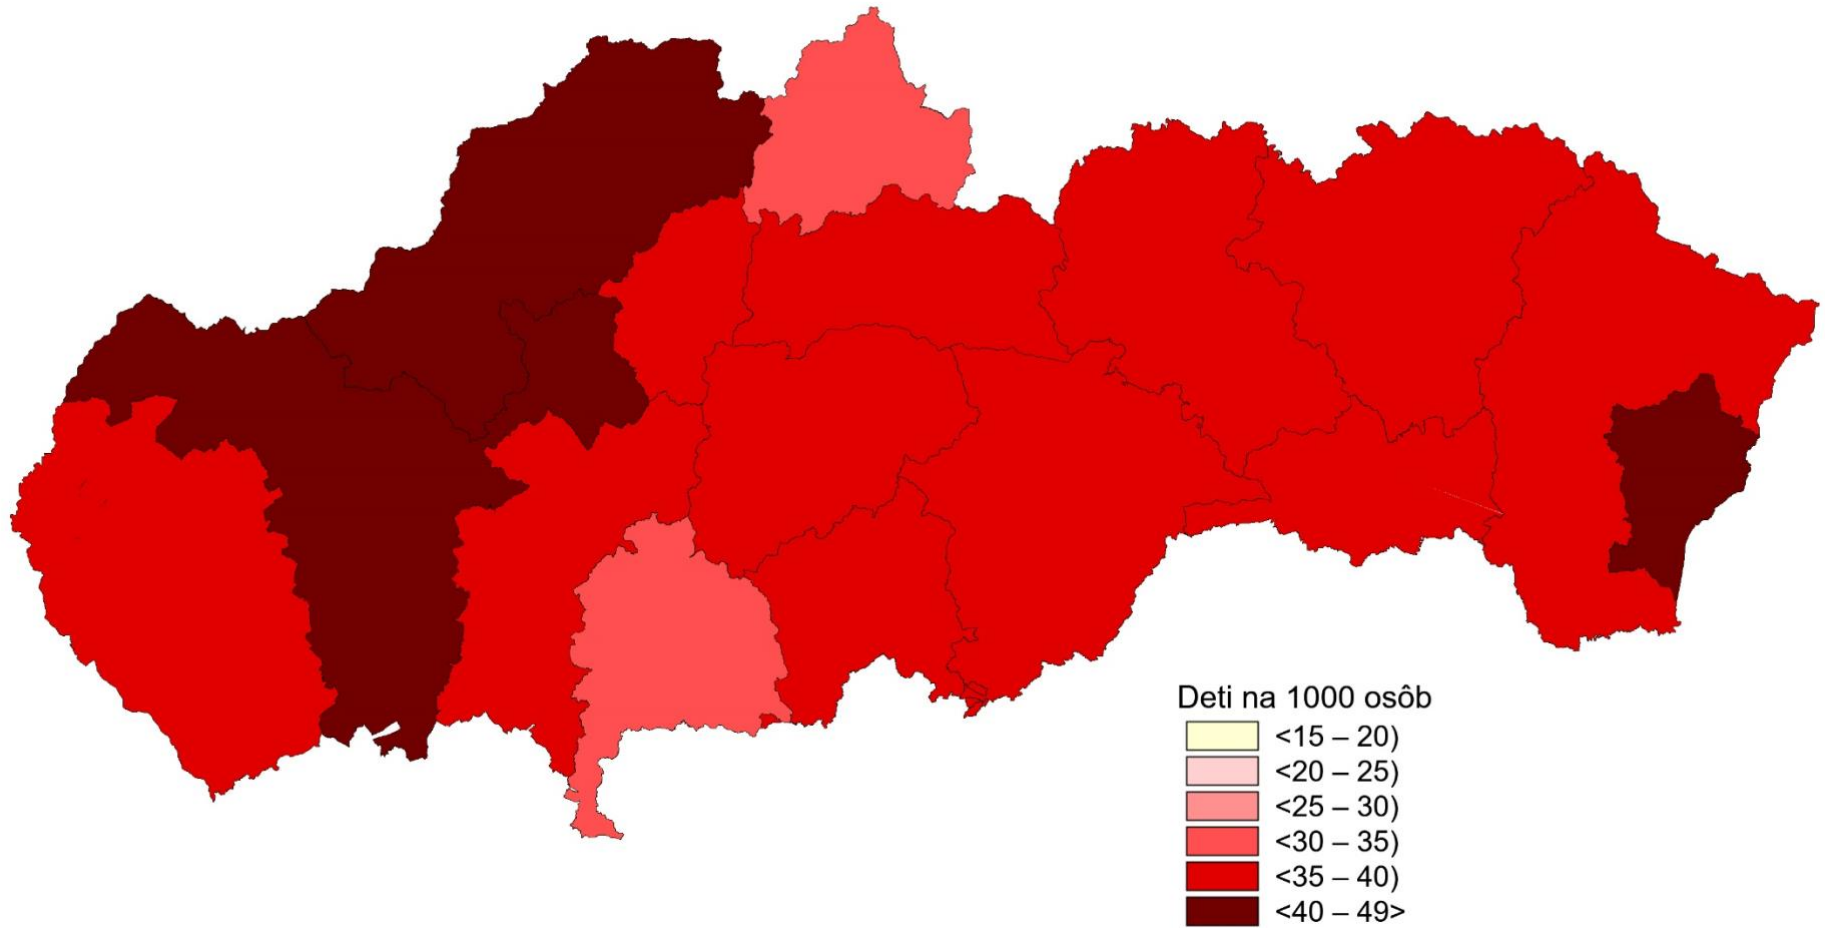 Deti na 1000 osôb
<15 – 20)
<20 – 25)
<25 – 30)
<30 – 35)
<35 – 40)
<40 – 49>